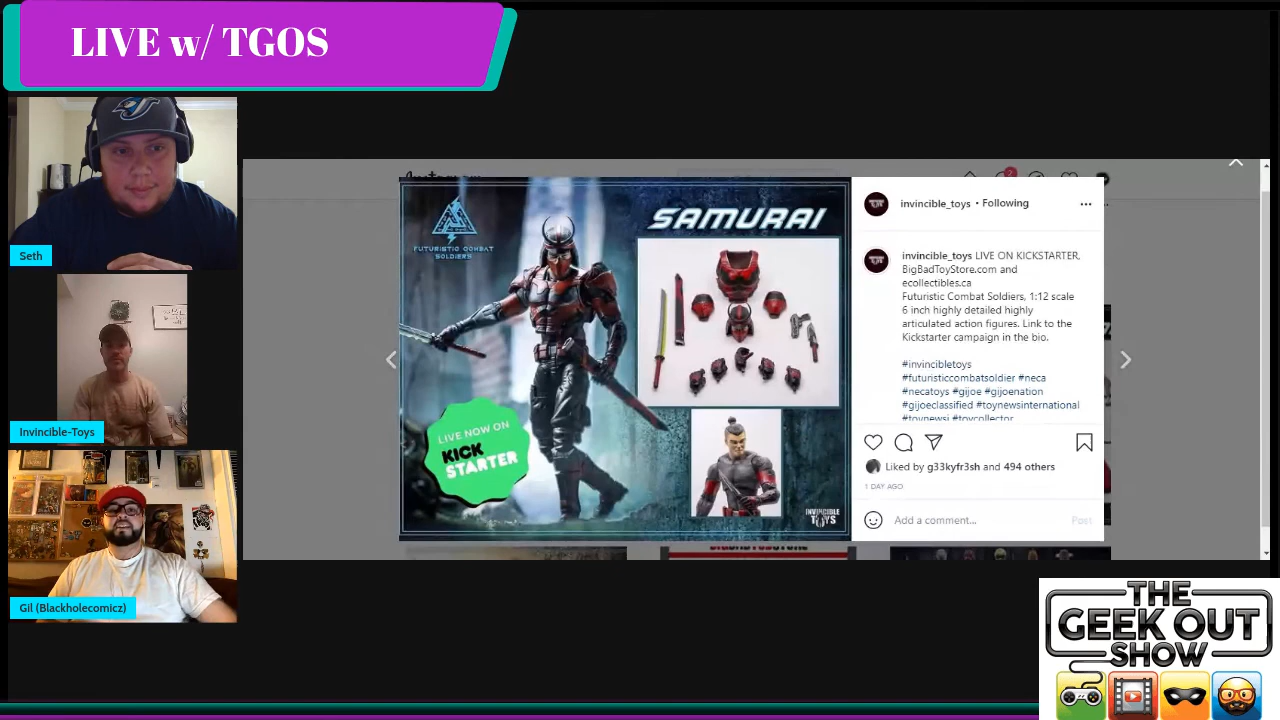 LIVE w/ TGOS
Seth
Invincible-Toys
Gil (Blackholecomicz)
FUTURISTIC COMBAT
SOLDIERS
SAMURAI
LIVE NOW ON
KICK
STARTER
INVINCIBLE
TOYS
invincible_toys • Following
invincible_toys LIVE ON KICKSTARTER,
BigBadToyStore.com and
ecollectibles.ca
Futuristic Combat Soldiers, 1:12 scale
6 inch highly detailed highly
articulated action figures. Link to the
Kickstarter campaign in the bio.
#invincibletoys
#futuristiccombatsoldier #neca
#necatoys #gijoe #gijoenation
#gijoeclassified #toynewsinternational
#toynewsi #toycollector
Liked by g33kyfr3sh and 494 others
1 DAY AGO
Add a comment...
Post
THE
GEEK OUT
SHOW